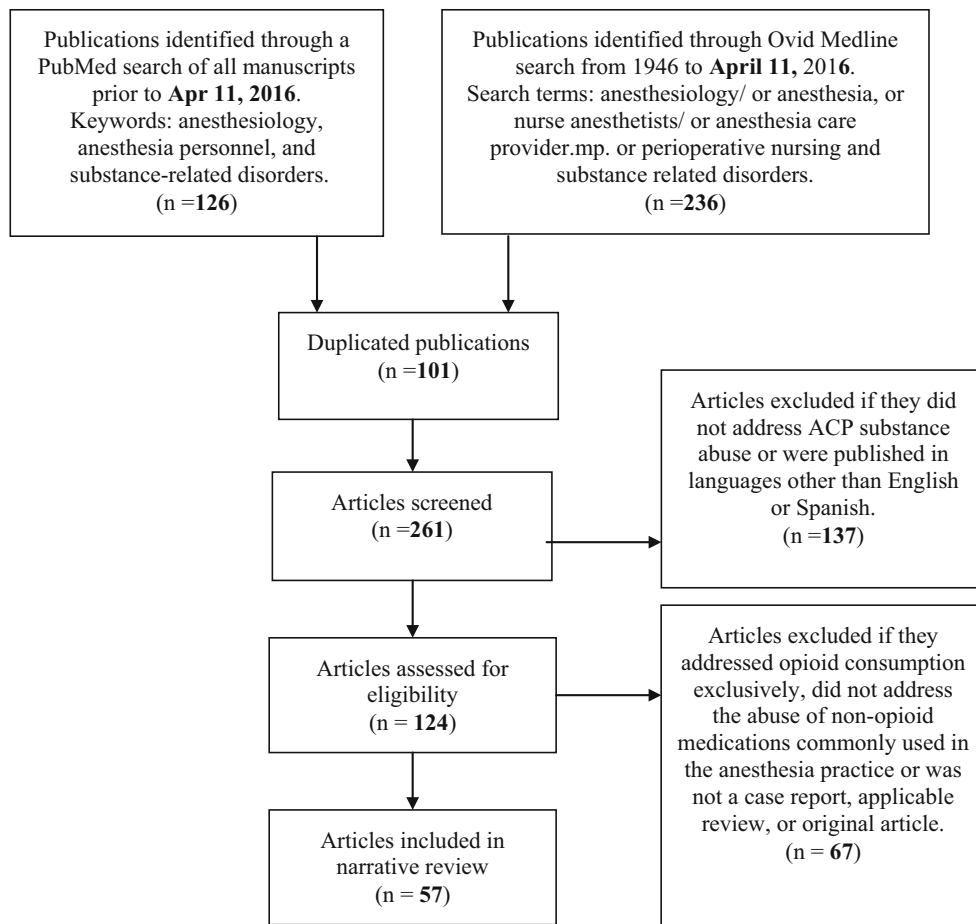 Publications identified through a
PubMed search of all manuscripts
prior to Apr 11, 2016.
Keywords: anesthesiology,
anesthesia personnel, and
substance-related disorders.
(n =126)
Publications identified through Ovid Medline
search from 1946 to April 11, 2016.
Search terms: anesthesiology/ or anesthesia, or
nurse anesthetists/ or anesthesia care
provider.mp. or perioperative nursing and
substance related disorders.
(n =236)
Duplicated publications
(n =101)
Articles screened
(n =261)
Articles excluded if they did
not address ACP substance
abuse or were published in
languages other than English
or Spanish.
(n =137)
Articles assessed for
eligibility
(n = 124)
Articles excluded if they
addressed opioid consumption
exclusively, did not address
the abuse of non-opioid
medications commonly used in
the anesthesia practice or was
not a case report, applicable
review, or original article.
(n = 67)
Articles included in
narrative review
(n = 57)